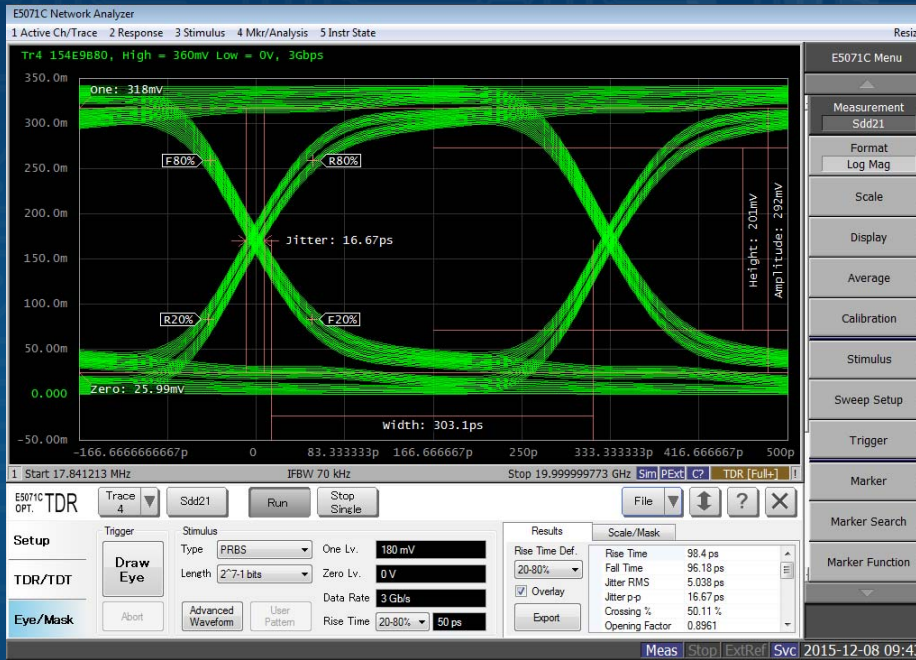 E5071C Network Analyzer
1 Active Ch/Trace 2 Response 3 Stimulus 4 Mkr/Analysis 5 Instr State
Tr4 154E9B80, High = 360mV Low = 0V, 3Gbps
350.0m
One: 318mV
300.0m
F80%
R80%
250.0m
200.0m
Jitter: 16.67ps
150.0m
Height: 201mV
Amplitude: 292mV
100.0m
R20%
F20%
50.00m
0.000
Zero: 25.99mV
Width: 303.1ps
-50.00m
-166.66666666667p 0 83.333333p 166.666667p 250p 333.333333p 416.666667p 500p
1 Start 17.841213 MHz IFBW 70 kHz Stop 19.999999773 GHz Sim PExt C? TDR [Full+] !
E5071C Menu
Measurement
Sdd21
Format
Log Mag
Scale
Display
Average
Calibration
Stimulus
Sweep Setup
Trigger
Marker
Marker Search
Marker Function
E5071C
OPT. TDR
Trace
4
Sdd21
Run
Stop
Single
File
?
Setup
TDR/TDT
Eye/Mask
Trigger
Draw
Eye
Abort
Stimulus
Type PRBS
Length 2^7-1 bits
Advanced
Waveform
User
Pattern
One Lv. 180 mV
Zero Lv. 0 V
Data Rate 3 Gb/s
Rise Time 20-80% 50 ps
Results Scale/Mask
Rise Time Def.
20-80%
Overlay
Export
Rise Time 98.4 ps
Fall Time 96.18 ps
Jitter RMS 5.038 ps
Jitter p-p 16.67 ps
Crossing % 50.11 %
Opening Factor 0.8961
Meas Stop ExtRef Svc 2015-12-08 09:4